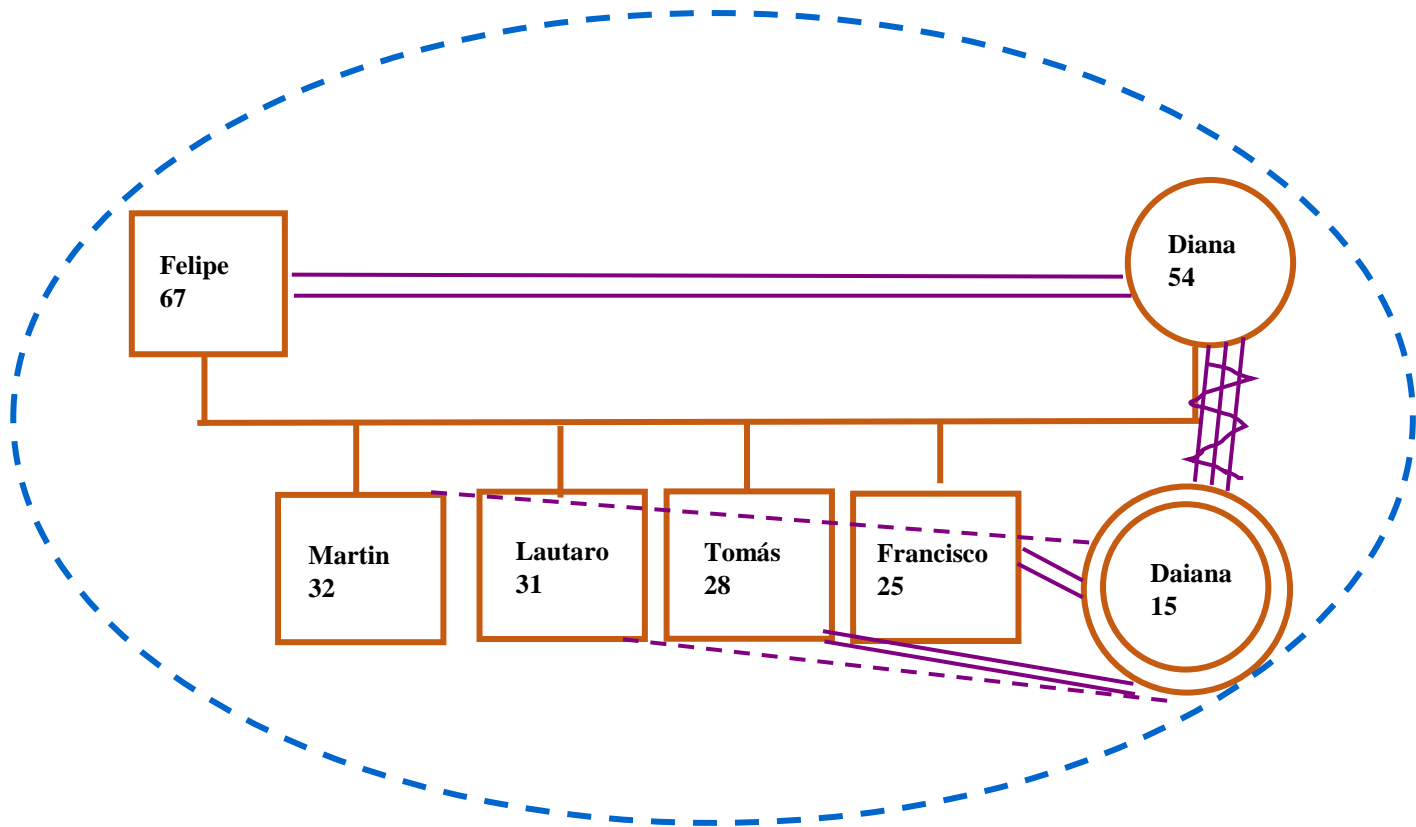 Felipe
67
Diana
54
Martin
32
Lautaro
31
Tomás
28
Francisco
25
Daiana
15